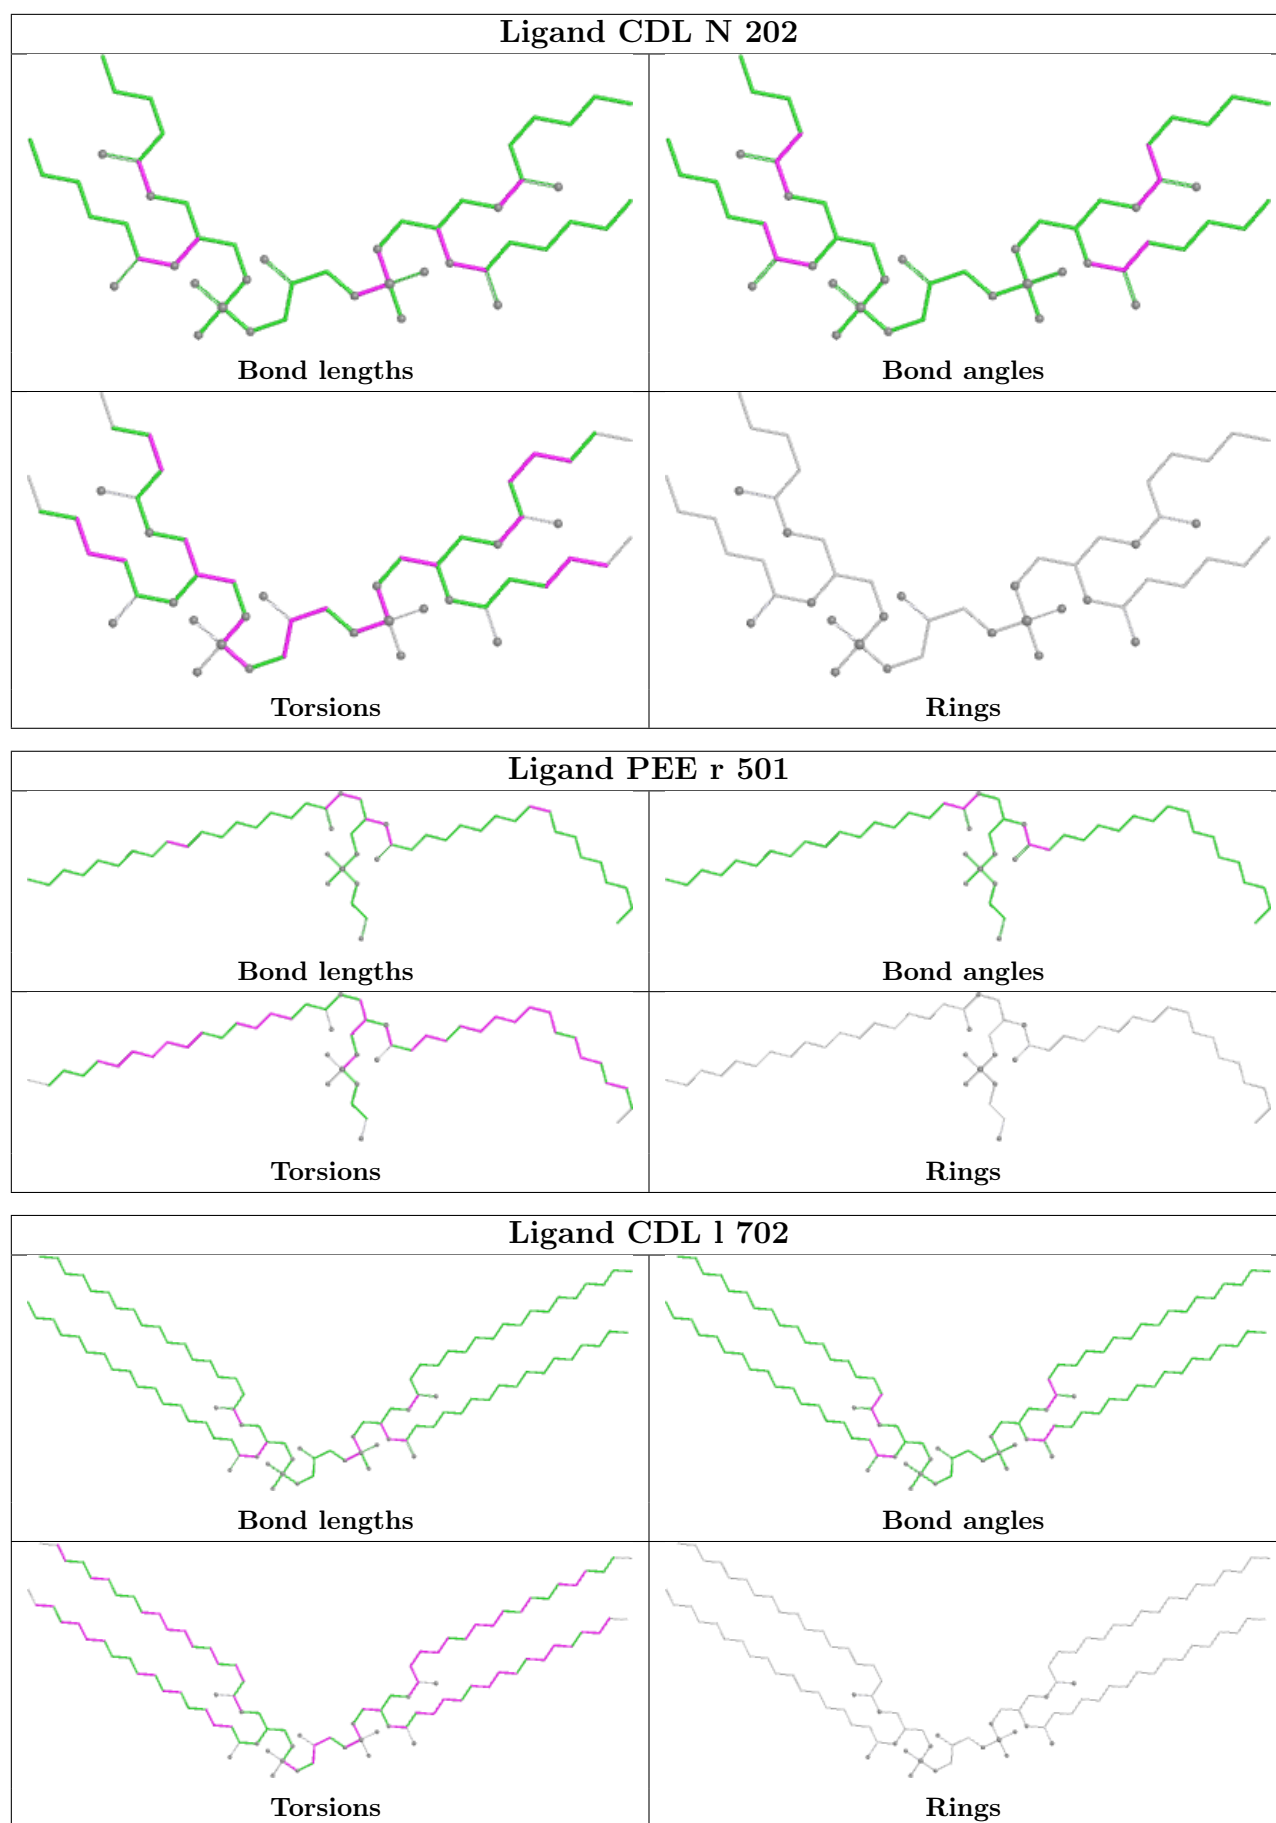 Ligand CDL N 202
Bond lengths
Bond angles
Torsions
Rings
Ligand PEE r 501
Bond lengths
Bond angles
Torsions
Rings
Ligand CDL l 702
Bond lengths
Bond angles
Torsions
Rings